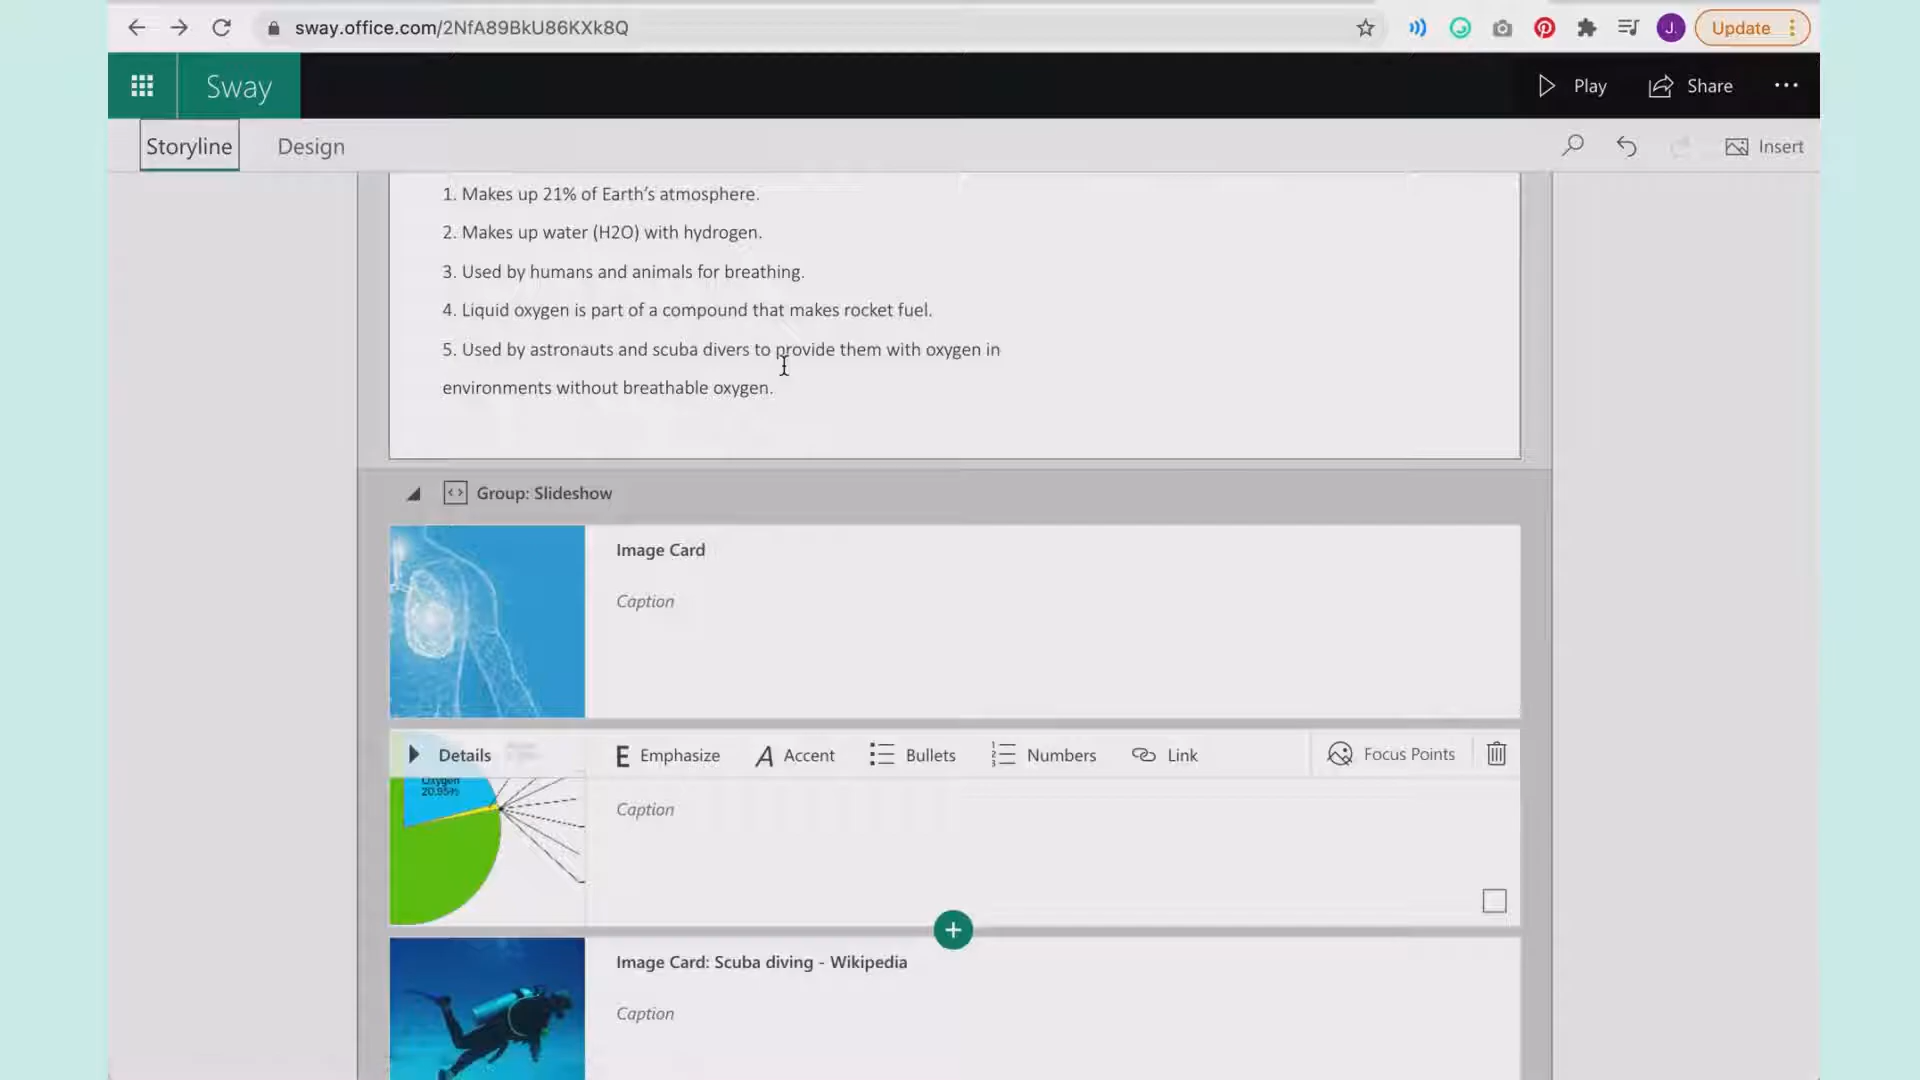 sway.office.com/2NfA89BkU86KXk8Q
J.
Update
Sway
Play
Share
Storyline
Design
Insert
1. Makes up 21% of Earth's atmosphere.
2. Makes up water (H2O) with hydrogen.
3. Used by humans and animals for breathing.
4. Liquid oxygen is part of a compound that makes rocket fuel.
5. Used by astronauts and scuba divers to provide them with oxygen in
environments without breathable oxygen.
Group: Slideshow
Image Card
Caption
Details
Emphasize
Accent
Bullets
Numbers
Link
Focus Points
Oxygen
20.95%
Caption
Image Card: Scuba diving - Wikipedia
Caption